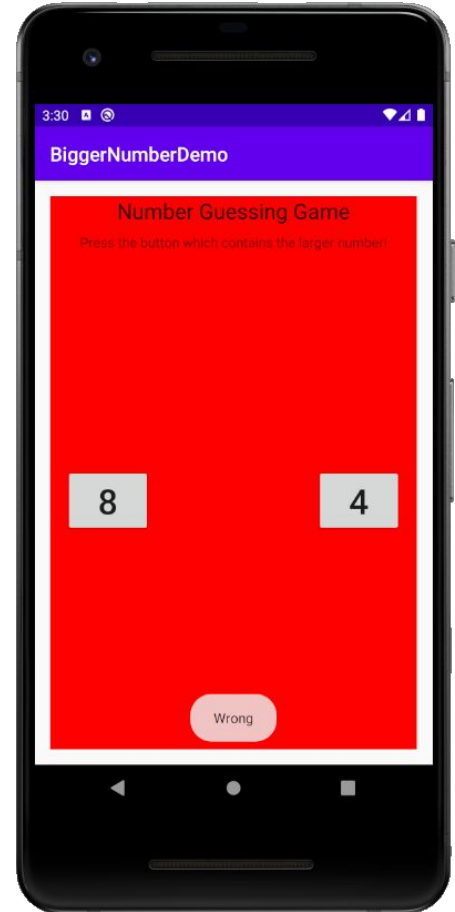 3:30
BiggerNumberDemo
Number Guessing Game
Press the button which contains the larger number!
8 4
Wrong